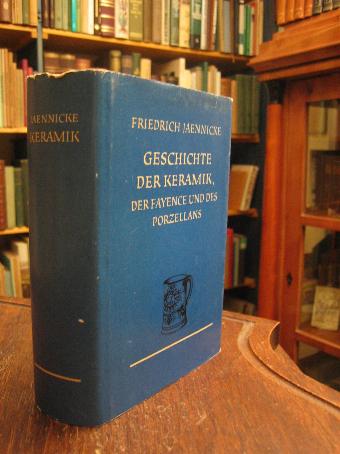 JAENNICKE
KERAMIK
FRIEDRICH JAENNICKE
GESCHICHTE
DER KERAMIK,
DER FAYENCE UND DES
PORZELLANS